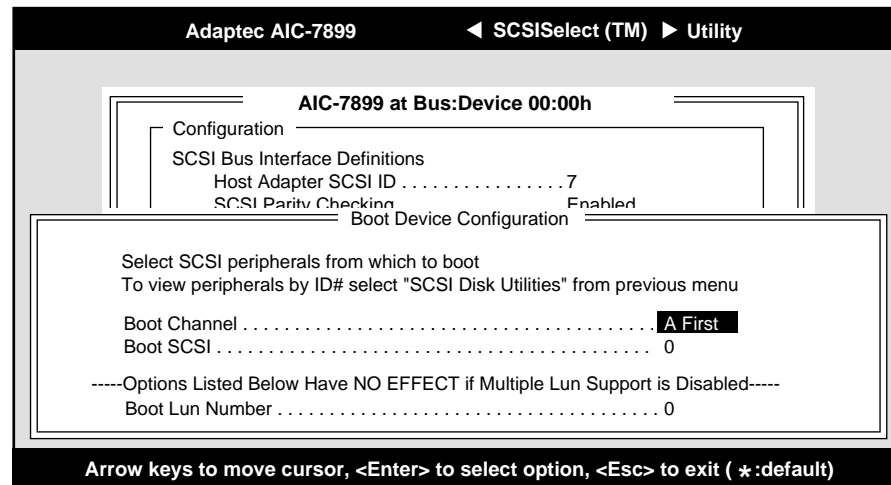 Adaptec AIC-7899 ◀ SCSISelect (TM) ▶ Utility
AIC-7899 at Bus:Device 00:00h
Configuration
SCSI Bus Interface Definitions
Host Adapter SCSI ID . . . . . . . . . . . . . . . . 7
SCSI Parity Checking Enabled
Boot Device Configuration
Select SCSI peripherals from which to boot
To view peripherals by ID# select "SCSI Disk Utilities" from previous menu
Boot Channel . . . . . . . . . . . . . . . . . . . . . . . . . . . . . . . . . . . . . . . . A First
Boot SCSI . . . . . . . . . . . . . . . . . . . . . . . . . . . . . . . . . . . . . . . . . . 0
-----Options Listed Below Have NO EFFECT if Multiple Lun Support is Disabled-----
Boot Lun Number . . . . . . . . . . . . . . . . . . . . . . . . . . . . . . . . . . . . . 0
Arrow keys to move cursor, <Enter> to select option, <Esc> to exit ( *:default)